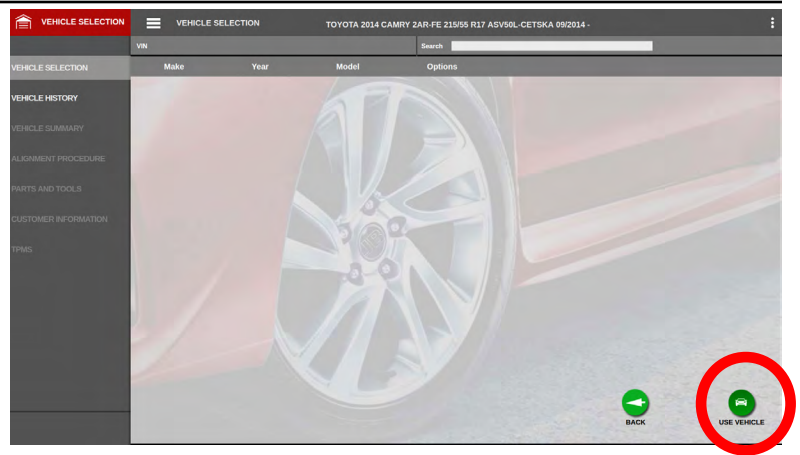 VEHICLE SELECTION
VEHICLE SELECTION
TOYOTA 2014 CAMRY 2AR-FE 215/55 R17 ASV50L-CETSKA 09/2014 -
VIN
Search
VEHICLE SELECTION
Make Year Model Options
VEHICLE HISTORY
VEHICLE SUMMARY
ALIGNMENT PROCEDURE
PARTS AND TOOLS
CUSTOMER INFORMATION
TPMS
BACK
USE VEHICLE